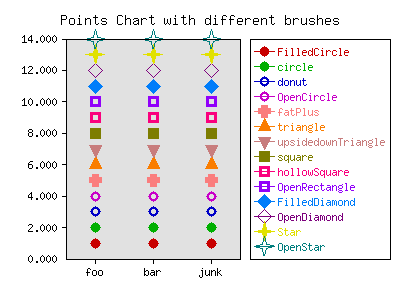 Points Chart with different brushes
14.000
12.000
10.000
8.000
6.000
4.000
2.000
0.000
foo bar junk
FilledCircle
circle
donut
OpenCircle
fatPlus
triangle
upsidedownTriangle
square
hollowSquare
OpenRectangle
FilledDiamond
OpenDiamond
Star
OpenStar